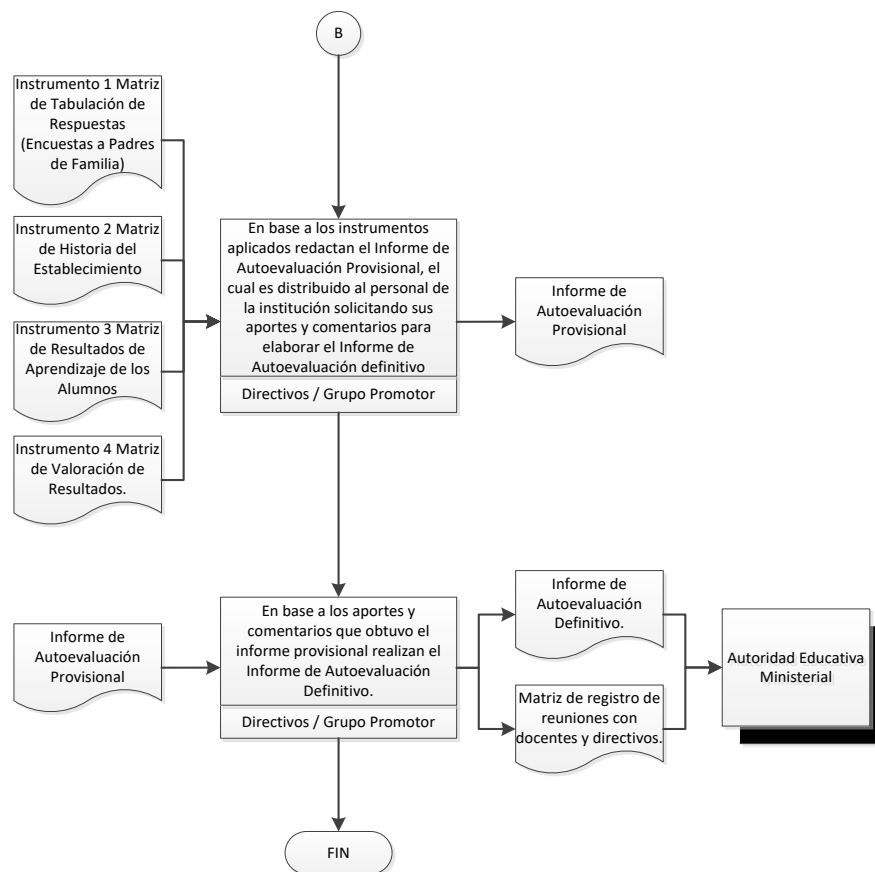 B
Instrumento 1 Matriz
de Tabulación de
Respuestas
(Encuestas a Padres
de Familia)
Instrumento 2 Matriz
de Historia del
Establecimiento
Instrumento 3 Matriz
de Resultados de
Aprendizaje de los
Alumnos
Instrumento 4 Matriz
de Valoración de
Resultados.
En base a los instrumentos
aplicados redactan el Informe de
Autoevaluación Provisional, el
cual es distribuido al personal de
la institución solicitando sus
aportes y comentarios para
elaborar el Informe de
Autoevaluación definitivo
Directivos / Grupo Promotor
Informe de
Autoevaluación
Provisional
Informe de
Autoevaluación
Provisional
En base a los aportes y
comentarios que obtuvo el
informe provisional realizan el
Informe de Autoevaluación
Definitivo.
Directivos / Grupo Promotor
Informe de
Autoevaluación
Definitivo.
Matriz de registro de
reuniones con
docentes y directivos.
Autoridad Educativa
Ministerial
FIN